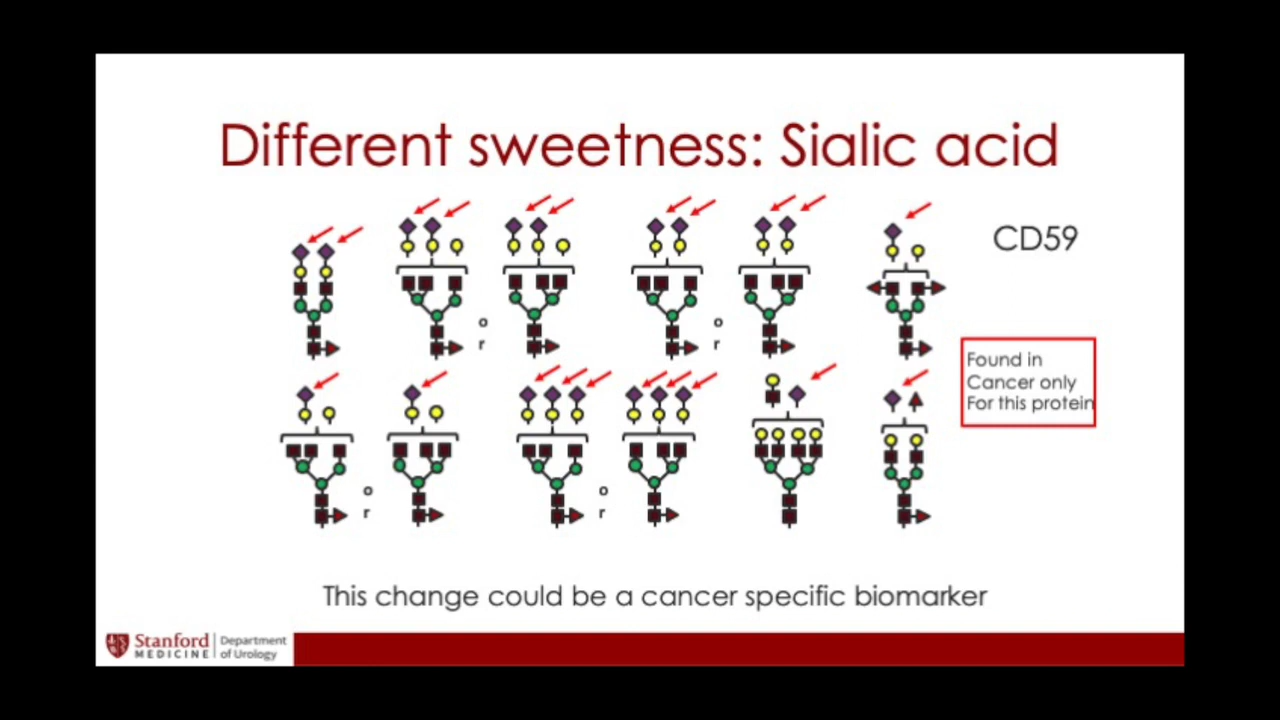 Different sweetness: Sialic acid
CD59
o
r
o
r
Found in
Cancer only
For this protein
o
r
o
r
This change could be a cancer specific biomarker
Stanford
MEDICINE
Department
of Urology